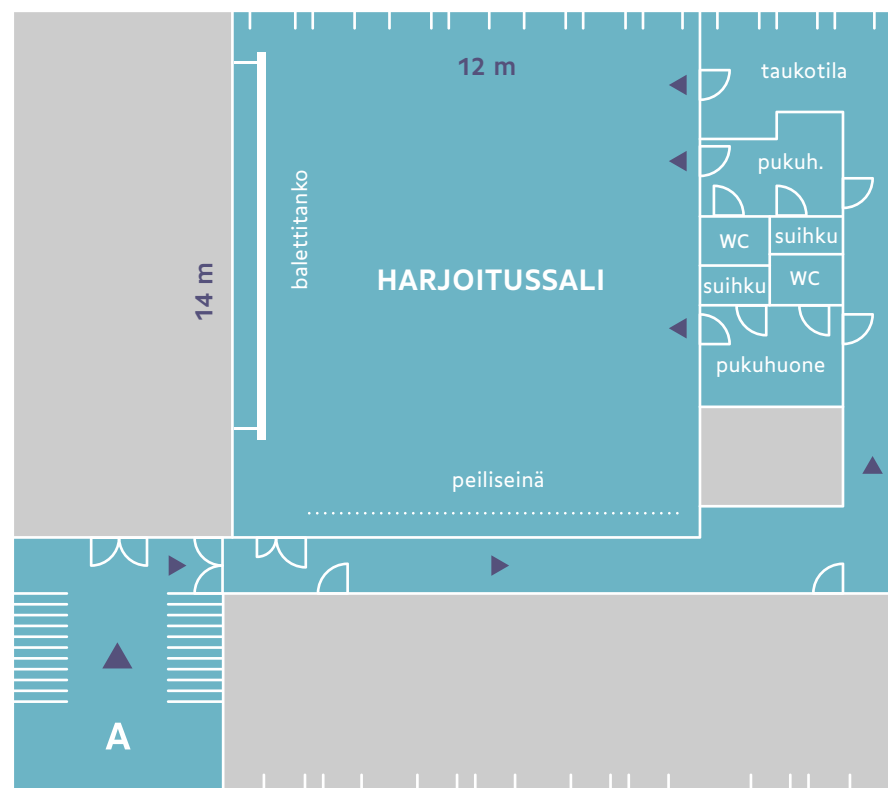 12 m
taukotila
pukuh.
balettitanko
WC
suihku
14 m
HARJOITUSSALI
suihku
WC
pukuhuone
peiliseinä
A